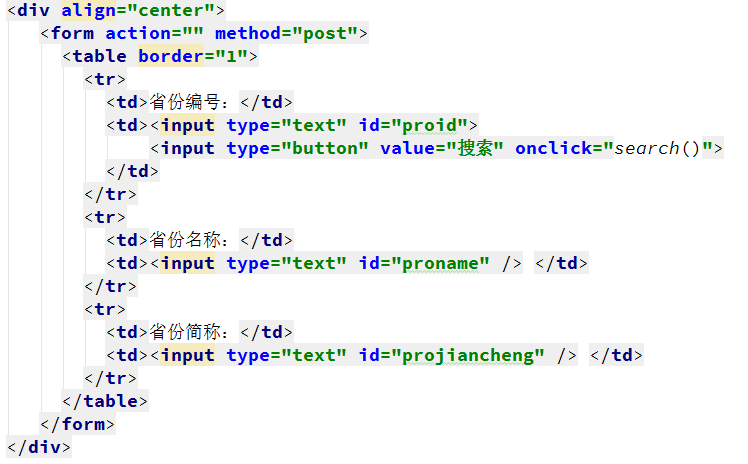 <div align="center">
<form action="" method="post">
<table border="1">
<tr>
<td>省份编号：</td>
<td><input type="text" id="proid">
<input type="button" value="搜索" onclick="search()">
</td>
</tr>
<tr>
<td>省份名称：</td>
<td><input type="text" id="proname" /> </td>
</tr>
<tr>
<td>省份简称：</td>
<td><input type="text" id="projiancheng" /> </td>
</tr>
</table>
</form>
</div>